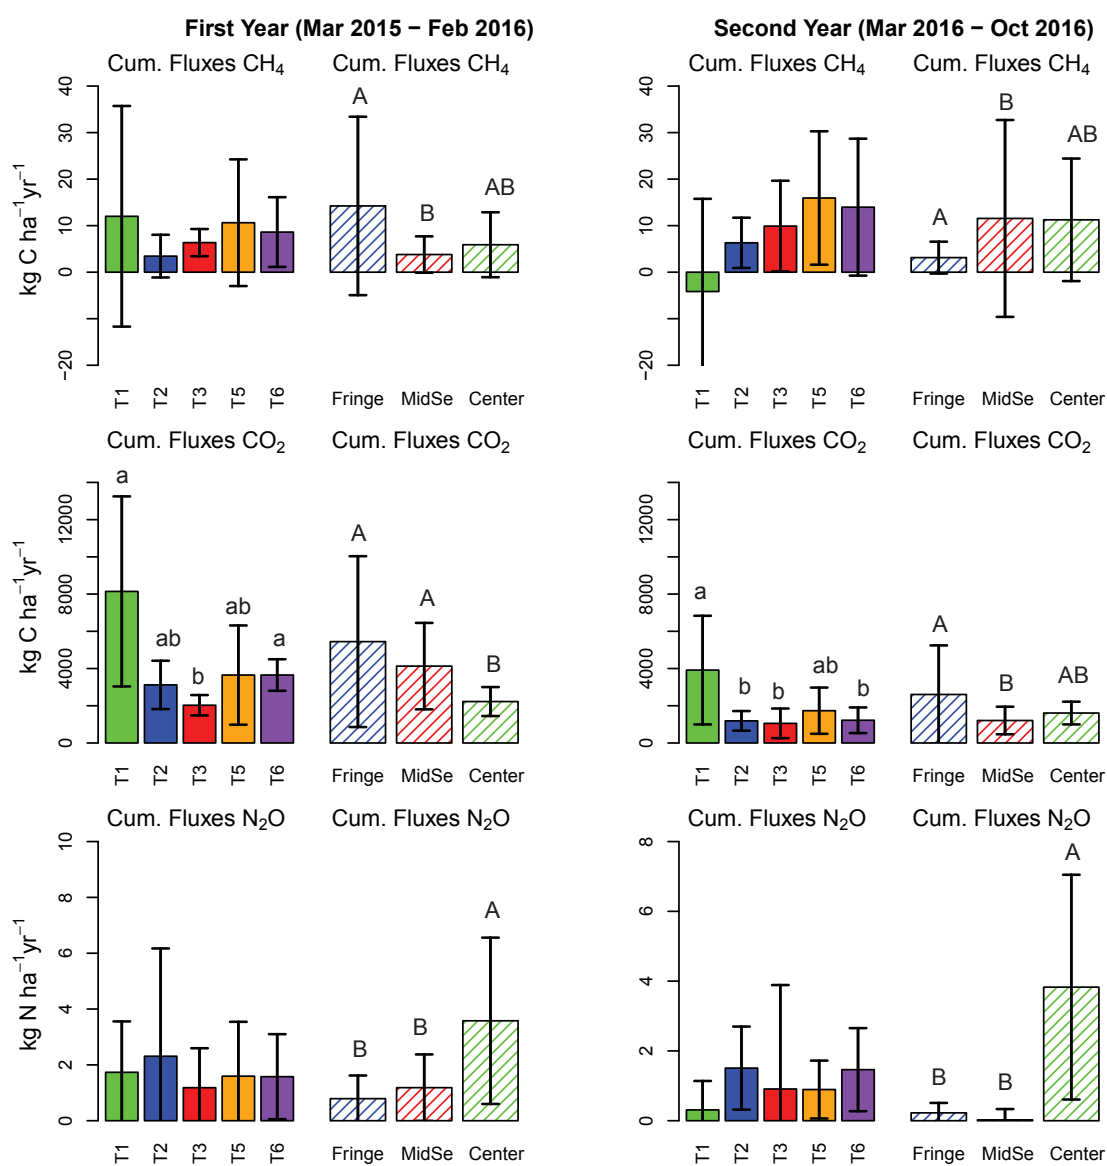 First Year (Mar 2015 − Feb 2016)
Second Year (Mar 2016 − Oct 2016)
Cum. Fluxes CH₄
Cum. Fluxes CH₄
Cum. Fluxes CH₄
Cum. Fluxes CH₄
kg C ha⁻¹yr⁻¹
40
30
20
10
0
−20
A
B
AB
T1
T2
T3
T5
T6
Fringe MidSe Center
40
30
20
10
0
−20
A
B
AB
T1
T2
T3
T5
T6
Fringe MidSe Center
Cum. Fluxes CO₂
Cum. Fluxes CO₂
Cum. Fluxes CO₂
Cum. Fluxes CO₂
kg C ha⁻¹yr⁻¹
12000
8000
4000
0
a
ab
b
ab
a
A
A
B
T1
T2
T3
T5
T6
Fringe MidSe Center
12000
8000
4000
0
a
b
b
ab
b
A
B
AB
T1
T2
T3
T5
T6
Fringe MidSe Center
Cum. Fluxes N₂O
Cum. Fluxes N₂O
Cum. Fluxes N₂O
Cum. Fluxes N₂O
kg N ha⁻¹yr⁻¹
10
8
6
4
2
0
B
B
A
T1
T2
T3
T5
T6
Fringe MidSe Center
8
6
4
2
0
B
B
A
T1
T2
T3
T5
T6
Fringe MidSe Center